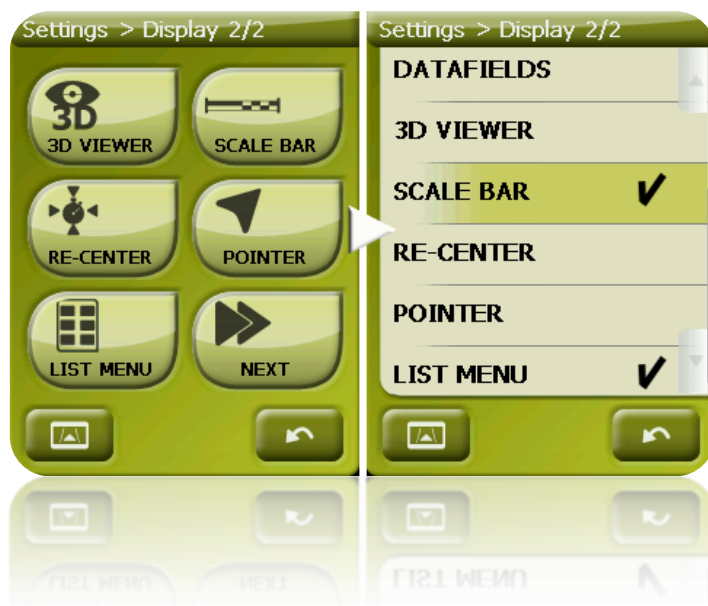 Settings > Display 2/2
3D
3D VIEWER
SCALE BAR
RE-CENTER
POINTER
LIST MENU
NEXT
Settings > Display 2/2
DATAFIELDS
3D VIEWER
SCALE BAR
RE-CENTER
POINTER
LIST MENU